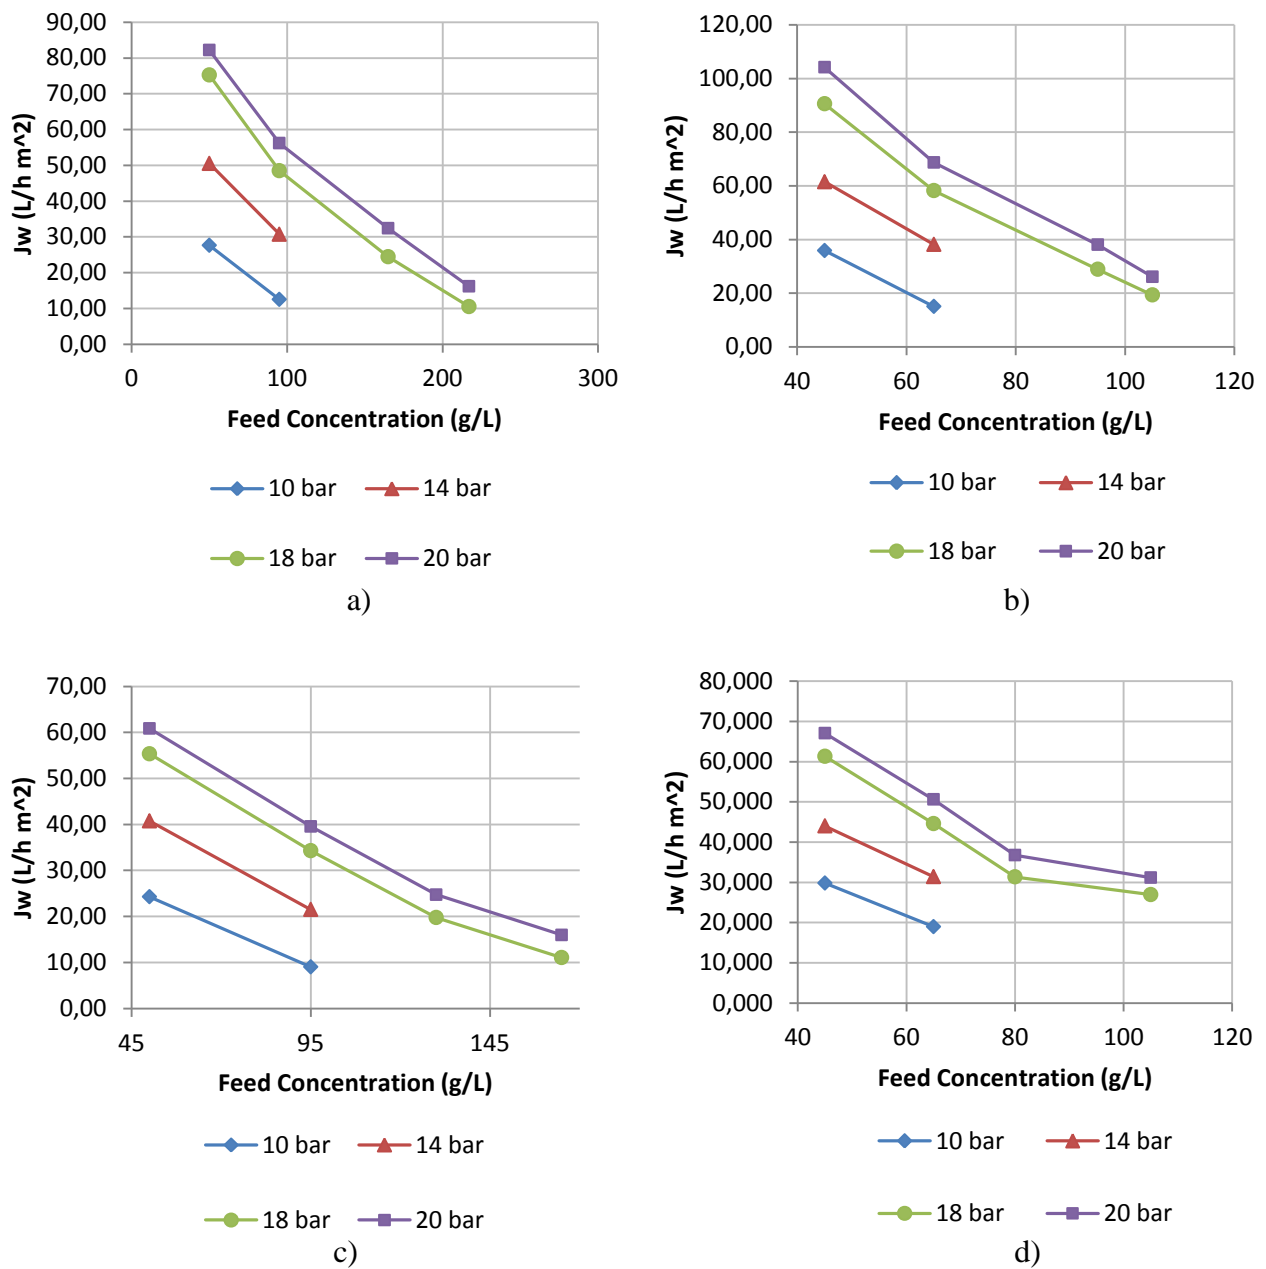 90,00
80,00
70,00
60,00
50,00
40,00
30,00
20,00
10,00
0,00
Jw (L/h m^2)
0 100 200 300
Feed Concentration (g/L)
10 bar 14 bar
18 bar 20 bar
a)
120,00
100,00
80,00
60,00
40,00
20,00
0,00
Jw (L/h m^2)
40 60 80 100 120
Feed Concentration (g/L)
10 bar 14 bar
18 bar 20 bar
b)
70,00
60,00
50,00
40,00
30,00
20,00
10,00
0,00
Jw (L/h m^2)
45 95 145
Feed Concentration (g/L)
10 bar 14 bar
18 bar 20 bar
c)
80,000
70,000
60,000
50,000
40,000
30,000
20,000
10,000
0,000
Jw (L/h m^2)
40 60 80 100 120
Feed Concentration (g/L)
10 bar 14 bar
18 bar 20 bar
d)